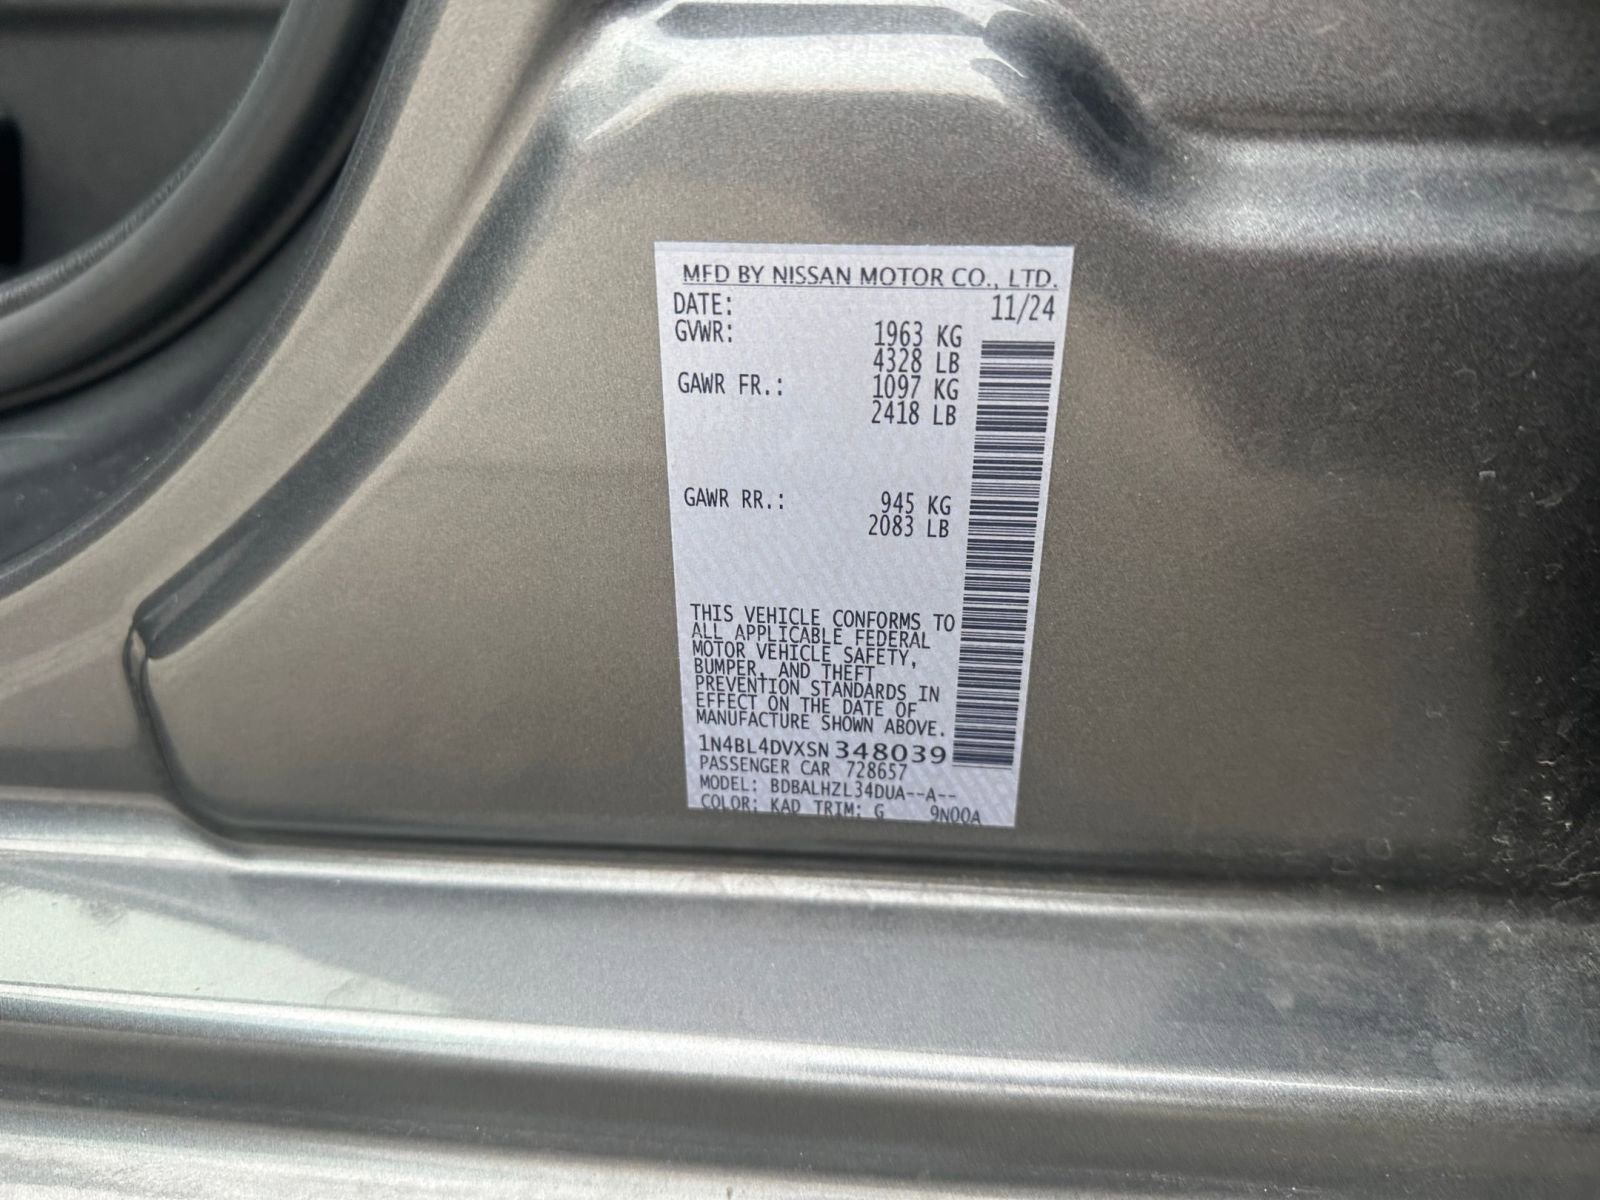 MFD BY NISSAN MOTOR CO., LTD.
DATE: 11/24
GVWR: 1963 KG
4328 LB
GAWR FR.: 1097 KG
2418 LB
GAWR RR.: 945 KG
2083 LB
THIS VEHICLE CONFORMS TO
ALL APPLICABLE FEDERAL
MOTOR VEHICLE SAFETY,
BUMPER, AND THEFT
PREVENTION STANDARDS IN
EFFECT ON THE DATE OF
MANUFACTURE SHOWN ABOVE.
1N4BL4DVXSN348039
PASSENGER CAR 728657
MODEL: BDBALHZL34DUA--A--
COLOR: KAD TRIM: G 9N00A